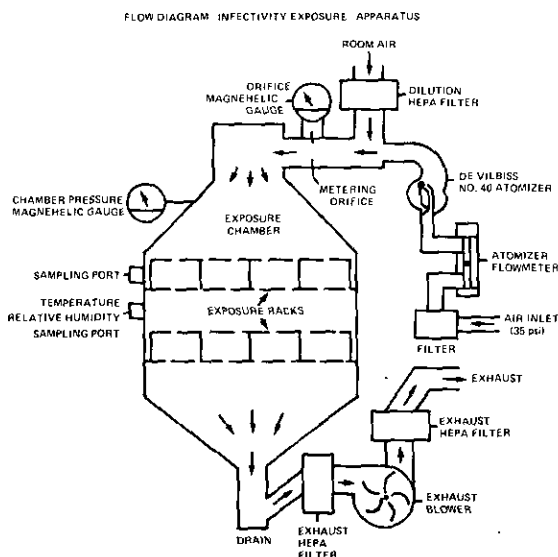 FLOW DIAGRAM INFECTIVITY EXPOSURE APPARATUS
ROOM AIR
ORIFICE
MAGNEHELIC
GAUGE
DILUTION
HEPA FILTER
METERING
ORIFICE
DE VILBISS
NO. 40 ATOMIZER
CHAMBER PRESSURE
MAGNEHELIC GAUGE
EXPOSURE
CHAMBER
ATOMIZER
FLOWMETER
SAMPLING PORT
TEMPERATURE
RELATIVE HUMIDITY
SAMPLING PORT
EXPOSURE RACKS
FILTER
AIR INLET
(35 psi)
EXHAUST
EXHAUST
HEPA FILTER
EXHAUST
BLOWER
DRAIN
EXHAUST
HEPA
FILTER